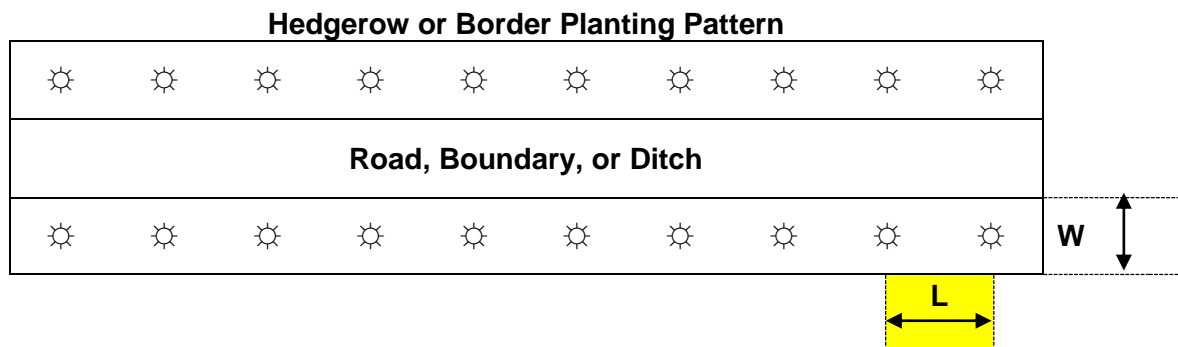 Hedgerow or Border Planting Pattern
Road, Boundary, or Ditch
W
L